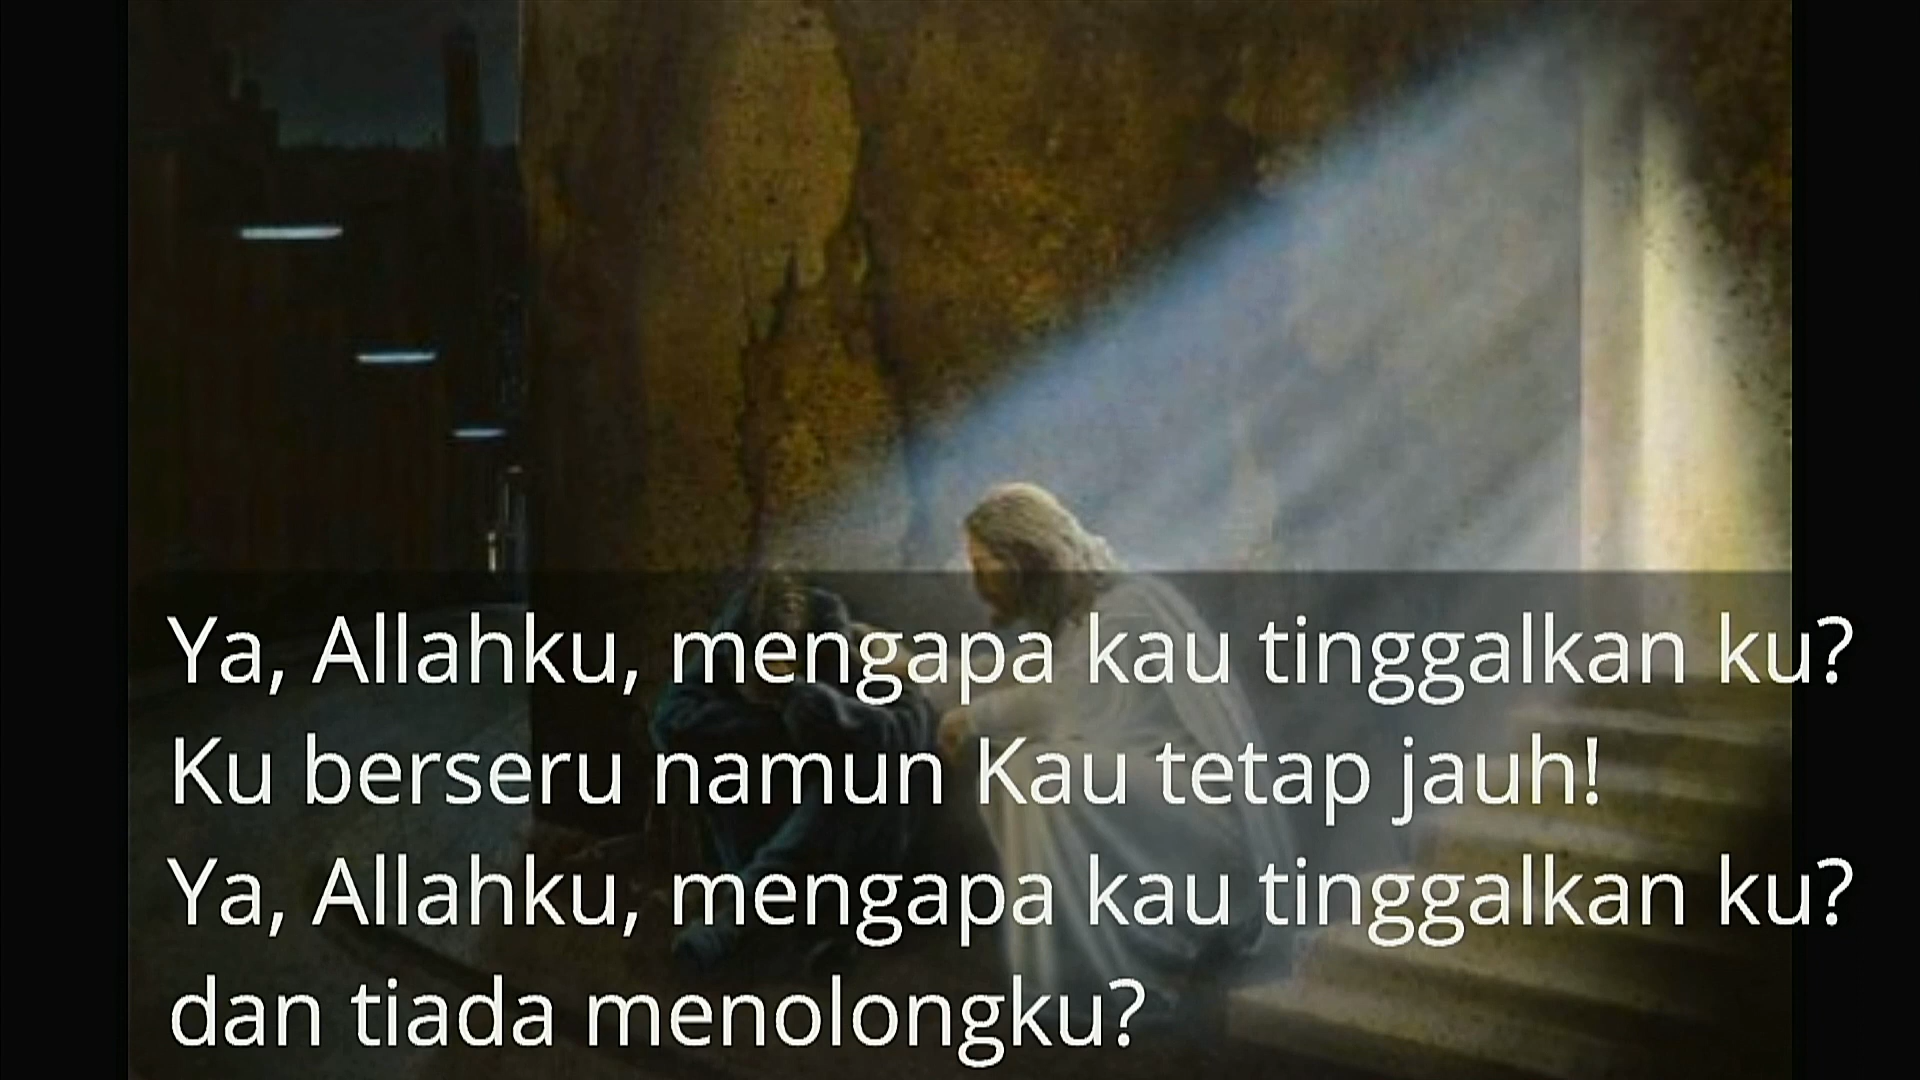 Ya, Allahku, mengapa kau tinggalkan ku?
Ku berseru namun Kau tetap jauh!
Ya, Allahku, mengapa kau tinggalkan ku?
dan tiada menolongku?